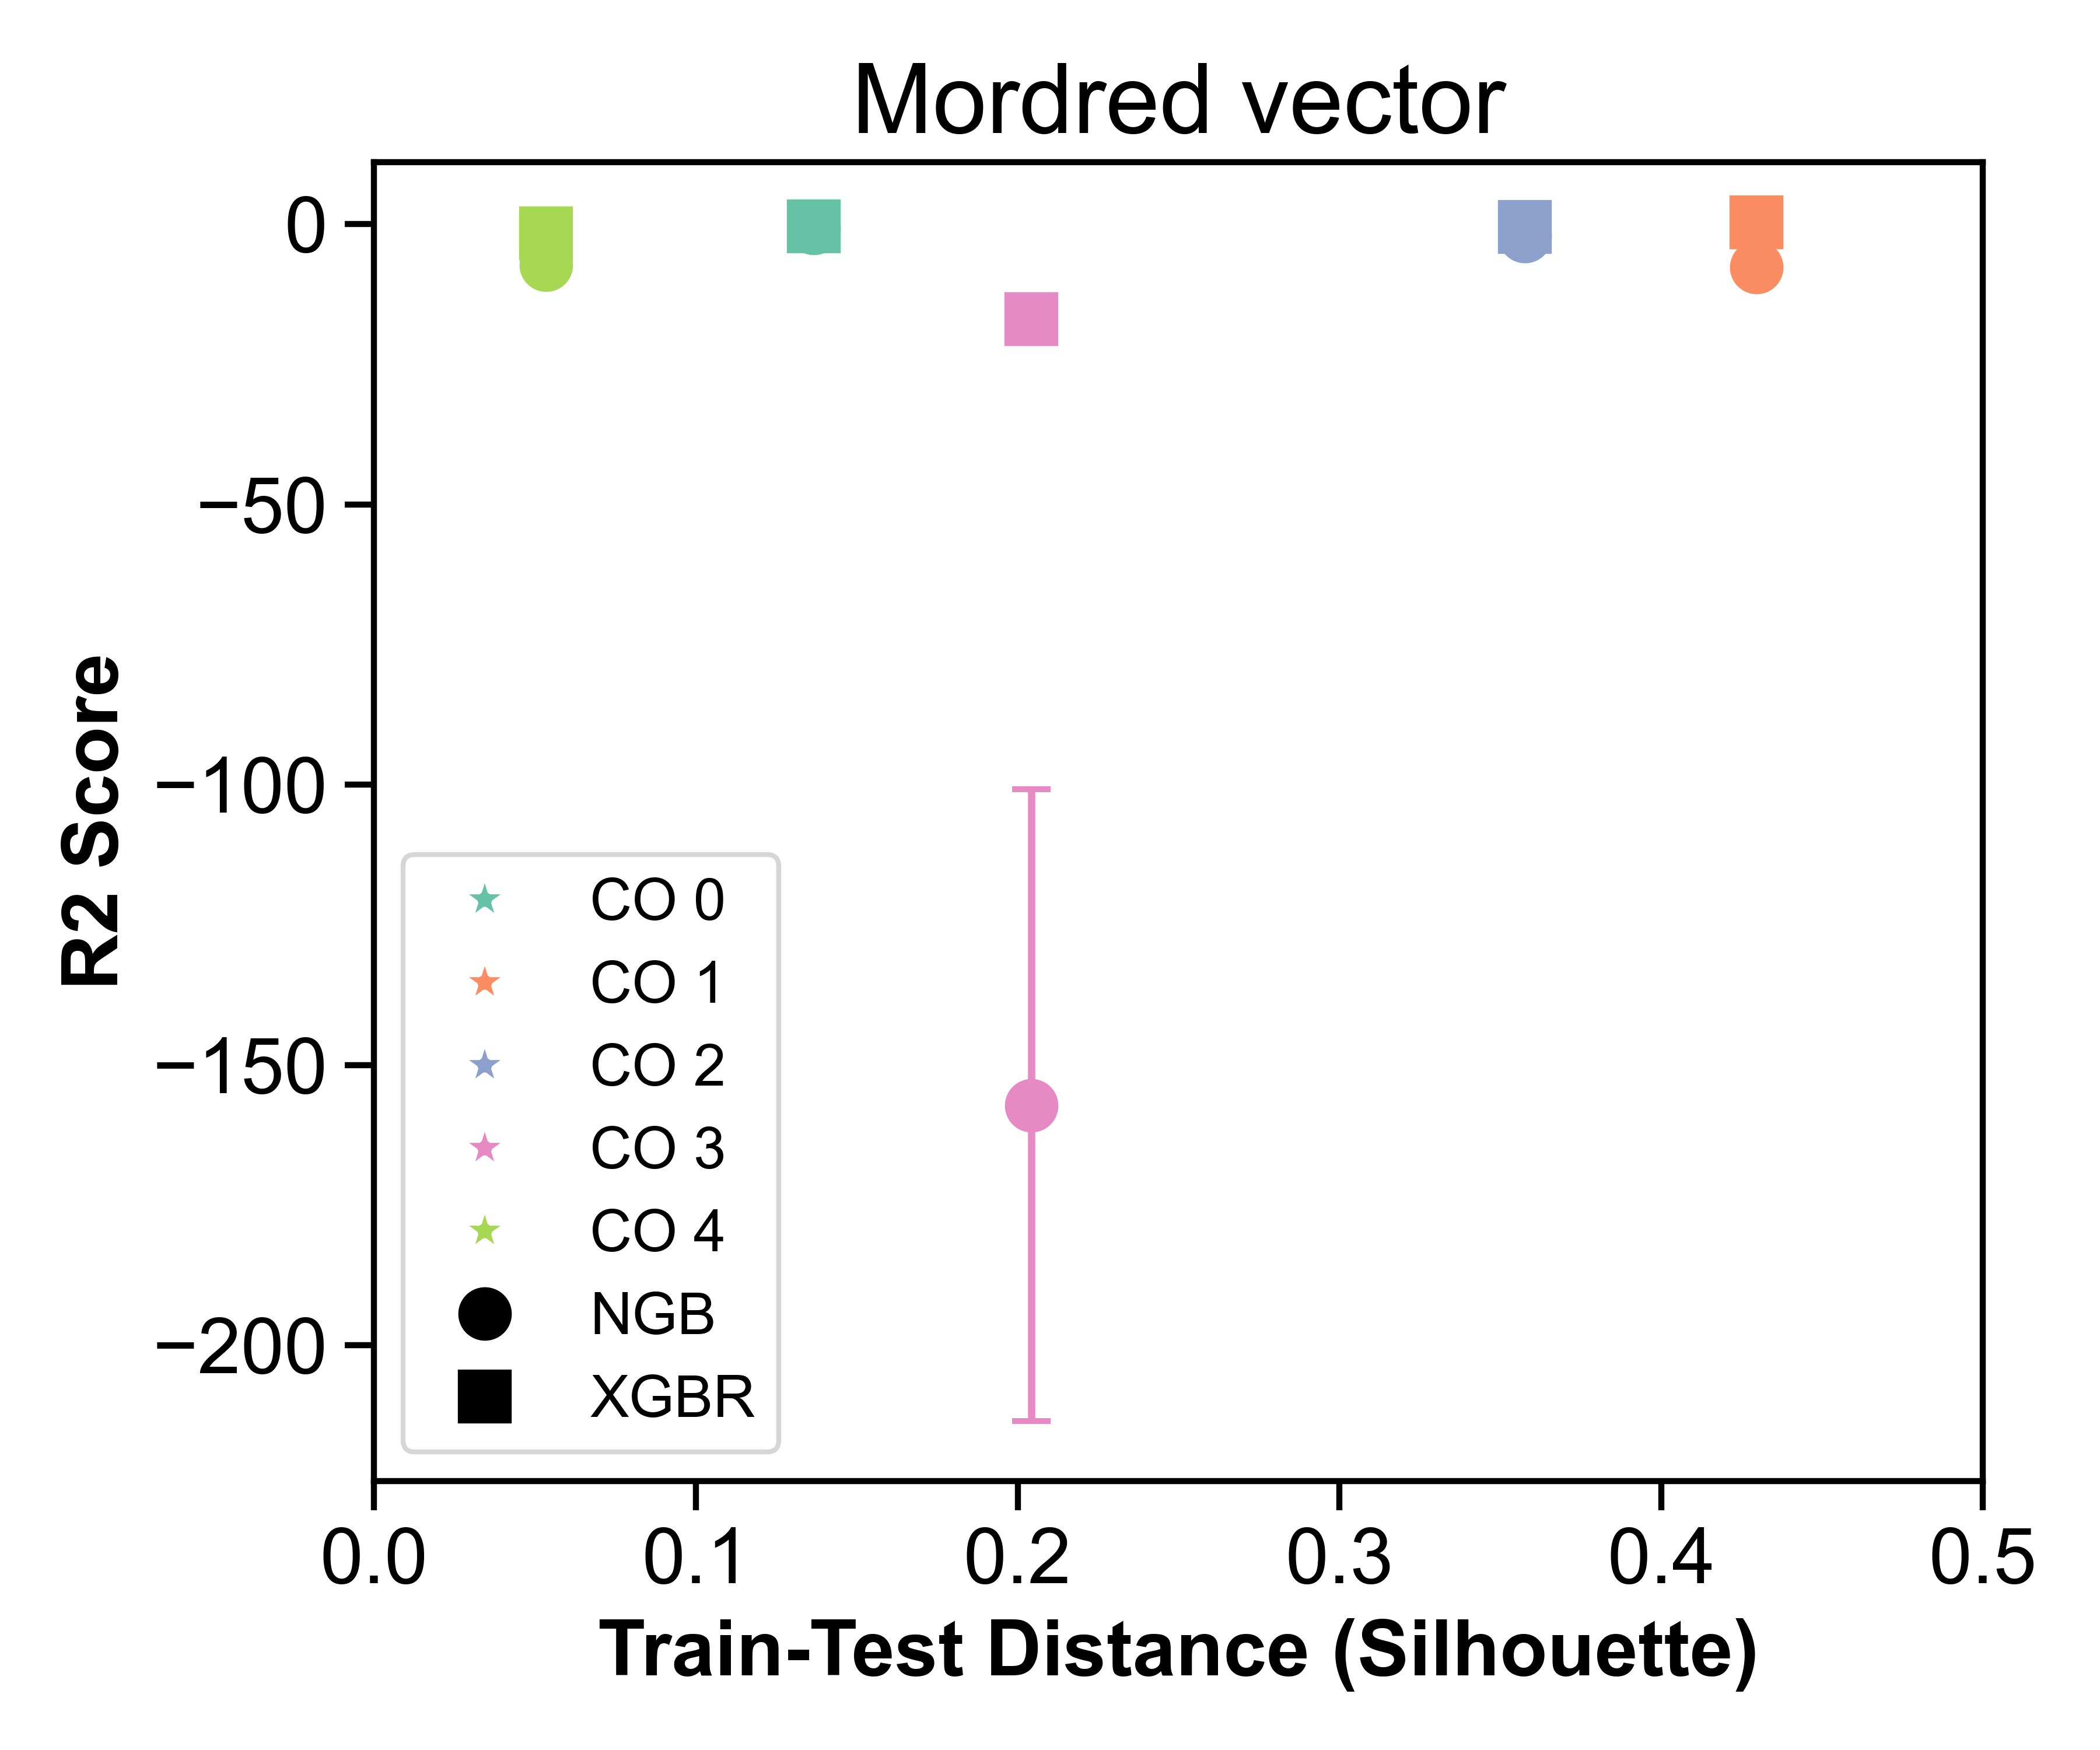 Mordred vector
0
−50
−100
−150
−200
R2 Score
CO 0
CO 1
CO 2
CO 3
CO 4
NGB
XGBR
0.0 0.1 0.2 0.3 0.4 0.5
Train-Test Distance (Silhouette)